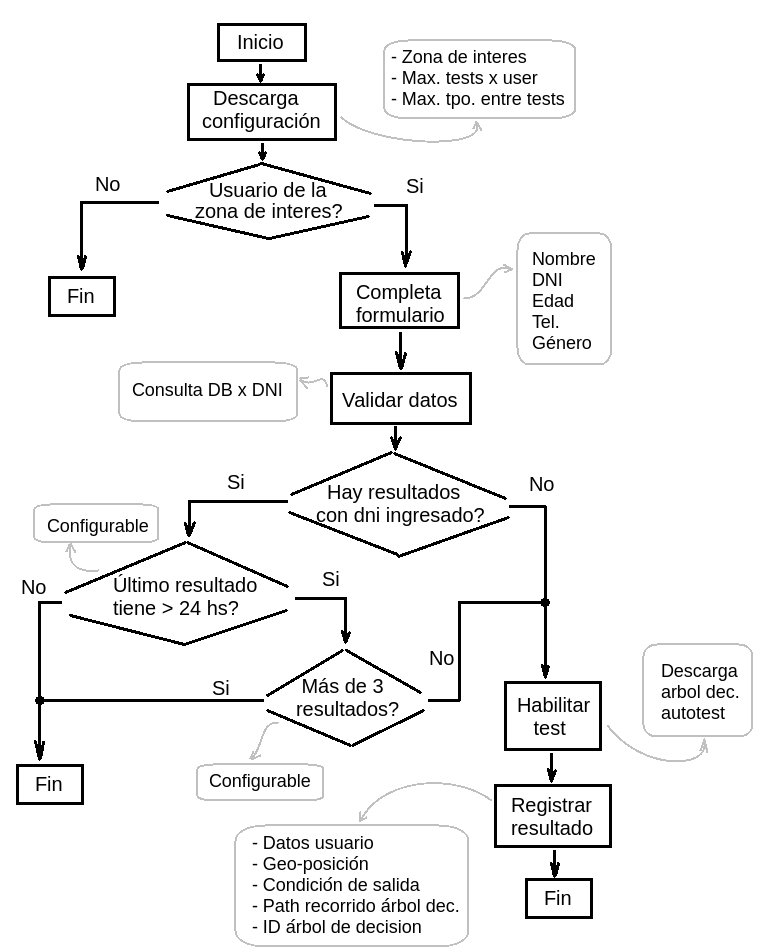 Inicio
- Zona de interes
- Max. tests x user
- Max. tpo. entre tests
Descarga
configuración
No
Si
Usuario de la
zona de interes?
Fin
Completa
formulario
Nombre
DNI
Edad
Tel.
Género
Consulta DB x DNI
Validar datos
Si
No
Hay resultados
con dni ingresado?
Configurable
No
Último resultado
tiene > 24 hs?
Si
Si
Más de 3
resultados?
No
Habilitar
test
Descarga
arbol dec.
autotest
Fin
Configurable
Registrar
resultado
- Datos usuario
- Geo-posición
- Condición de salida
- Path recorrido árbol dec.
- ID árbol de decision
Fin